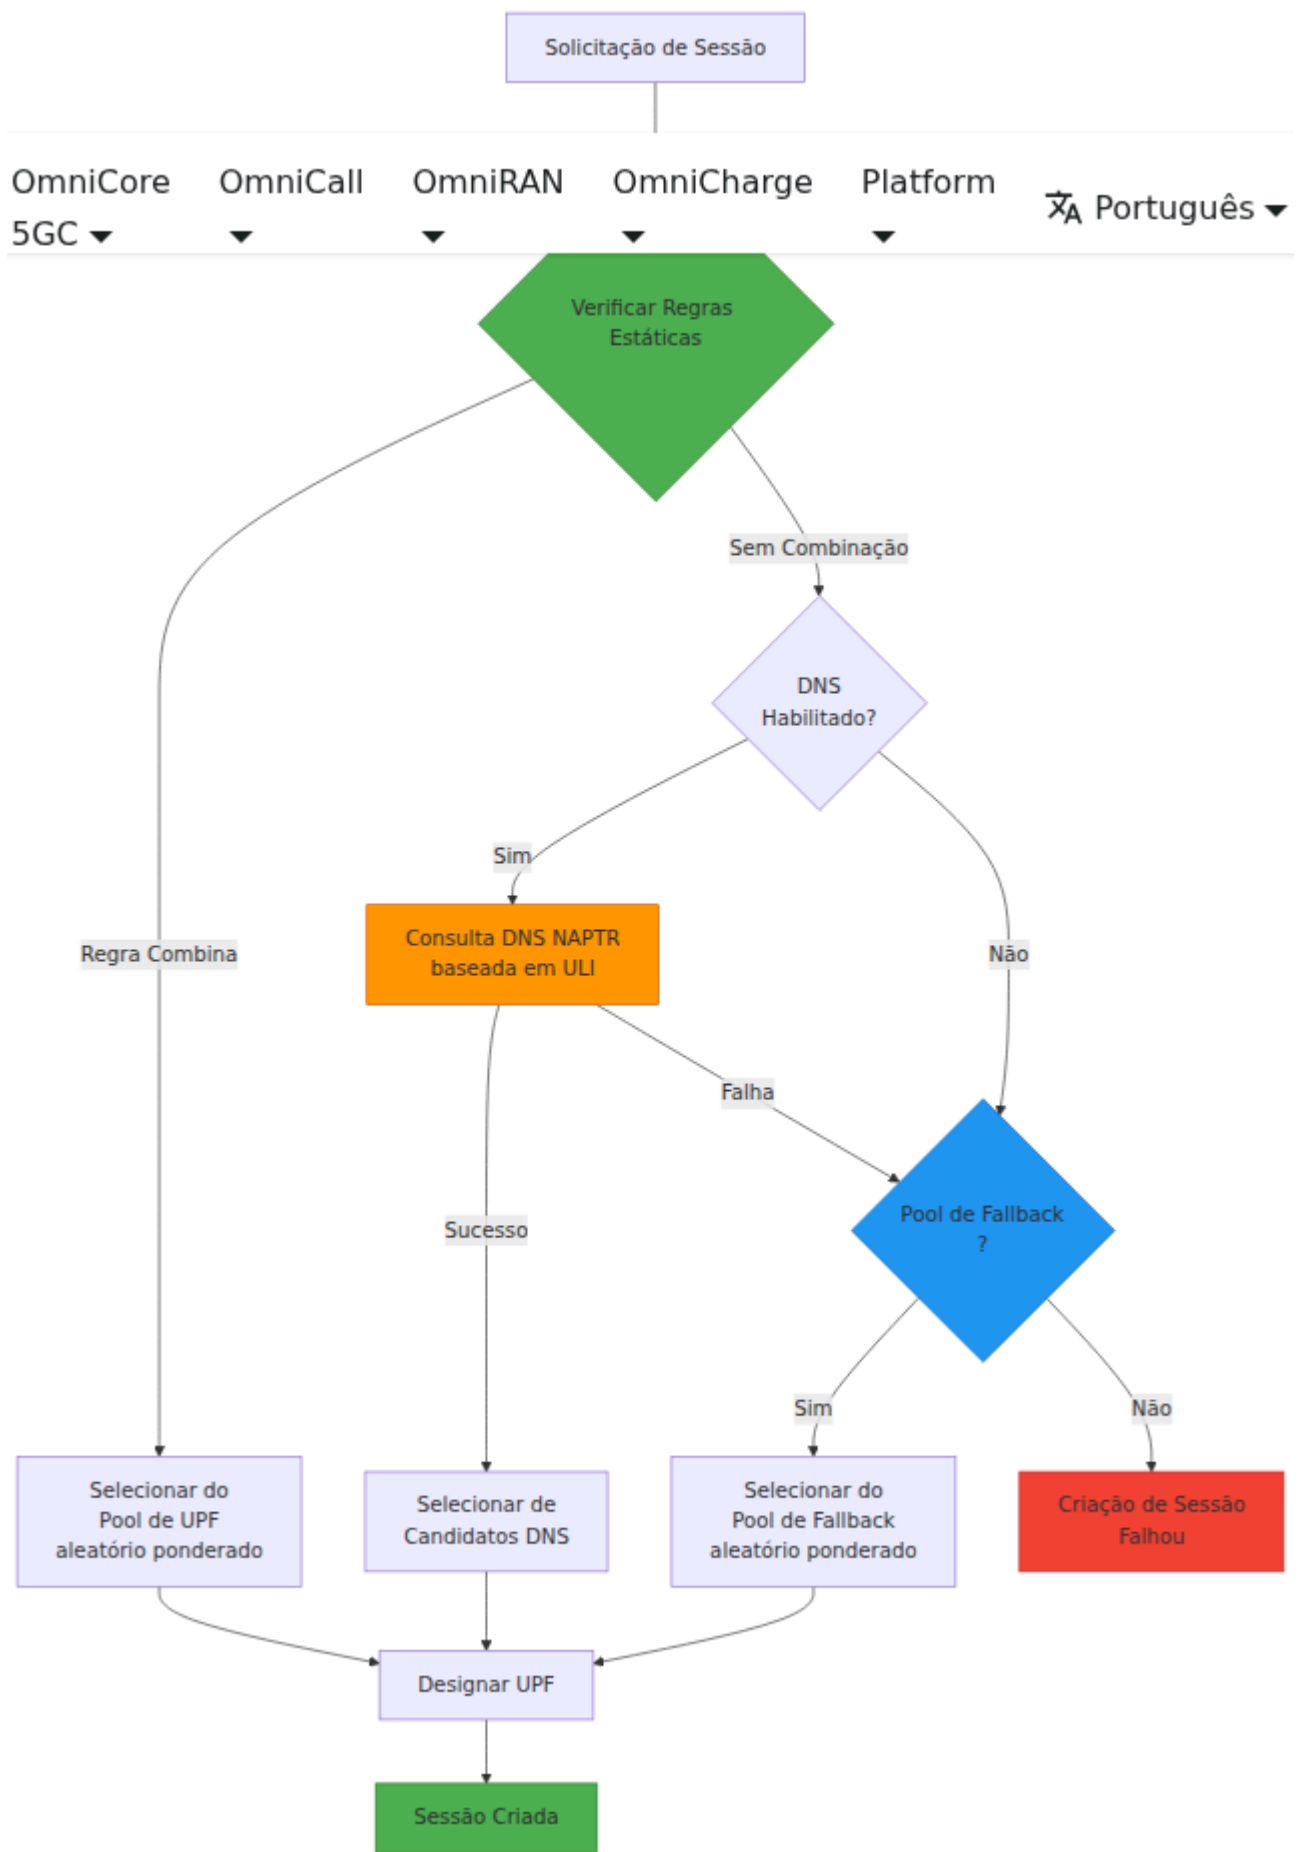 Solicitação de Sessão
OmniCore
5GC
OmniCall
OmniRAN
OmniCharge
Platform
Português
Verificar Regras
Estáticas
Sem Combinação
DNS
Habilitado?
Sim
Consulta DNS NAPTR
baseada em ULI
Regra Combina
Não
Falha
Pool de Fallback
?
Sucesso
Sim
Não
Selecionar do
Pool de UPF
aleatório ponderado
Selecionar de
Candidatos DNS
Selecionar do
Pool de Fallback
aleatório ponderado
Criação de Sessão
Falhou
Designar UPF
Sessão Criada